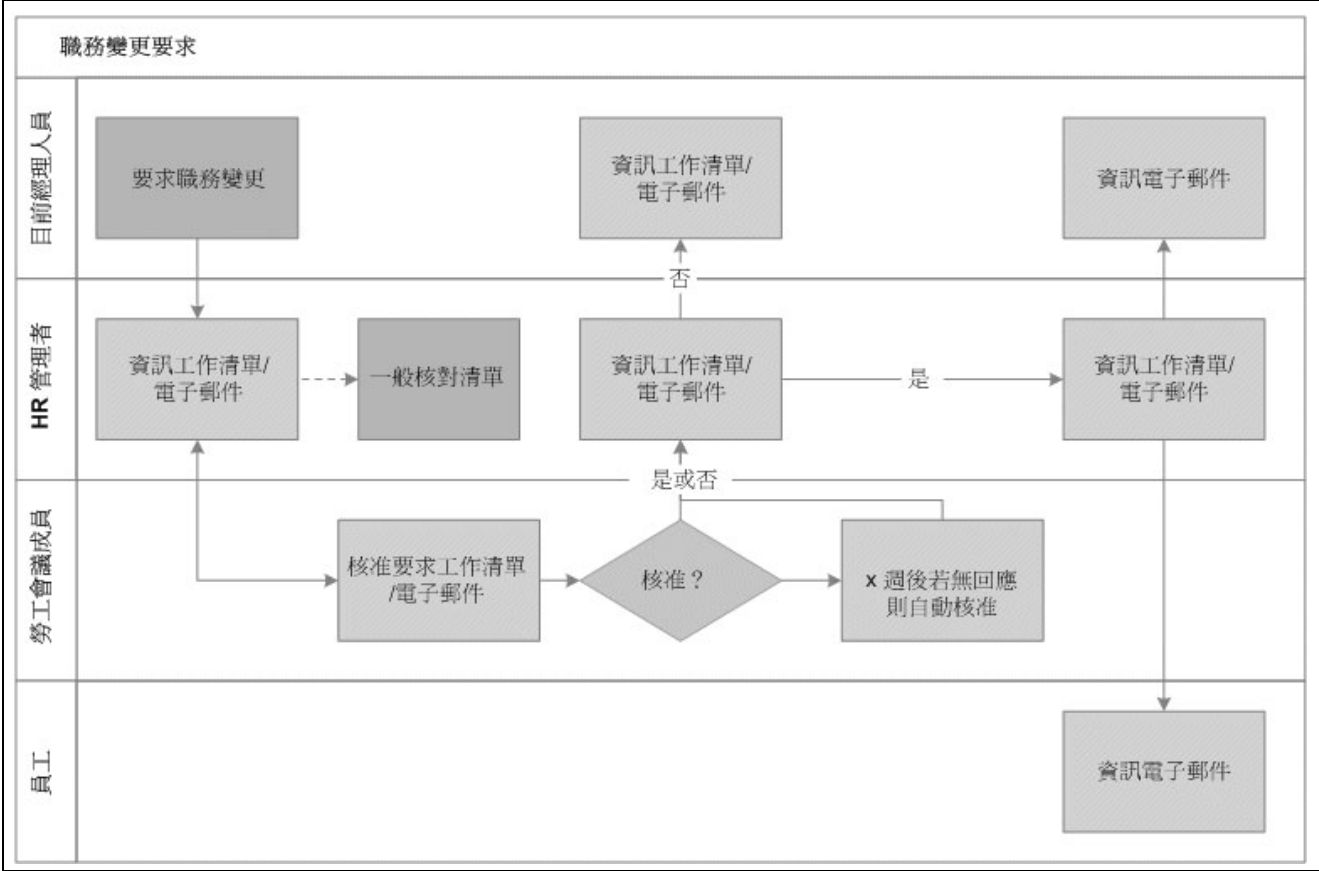 職務變更要求
目前經理人員
要求職務變更
資訊工作清單/
電子郵件
資訊電子郵件
否
HR 管理者
資訊工作清單/
電子郵件
一般核對清單
資訊工作清單/
電子郵件
是
資訊工作清單/
電子郵件
是或否
勞工會議成員
核准要求工作清單
/電子郵件
核准？
x 週後若無回應
則自動核准
員工
資訊電子郵件